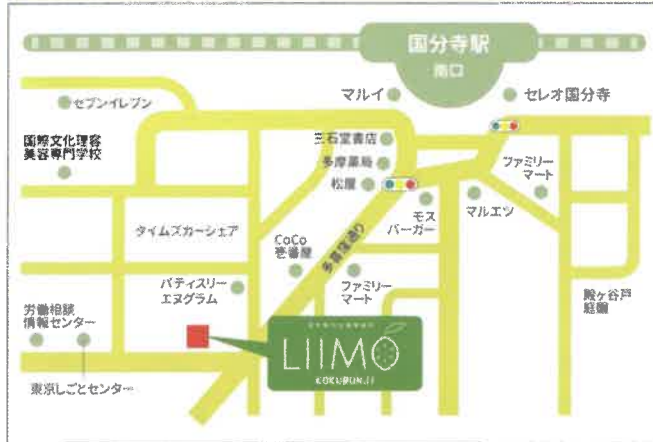 国分寺駅
南口
マルイ
セレオ国分寺
セブンイレブン
三石堂書店
国際文化理容
美容専門学校
多摩薬局
ファミリー
マート
松屋
モス
バーガー
マルエツ
タイムズカーシェア
CoCo
壱番屋
多喜窪通り
パティスリー
エヌグラム
ファミリー
マート
殿ヶ谷戸
庭園
労働相談
情報センター
LIIMO
KOKUBUNJI
東京しごとセンター